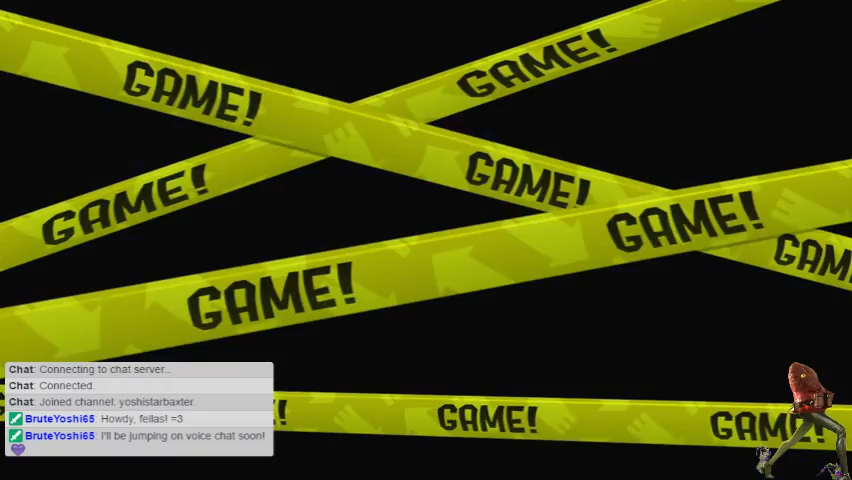 GAME!
GAME!
GAME!
GAME!
GAME!
GAME!
GAM
Chat: Connecting to chat server..
Chat: Connected.
Chat: Joined channel: yoshistarbaxter.
BruteYoshi65: Howdy, fellas! =3
BruteYoshi65: I'll be jumping on voice chat soon!
!
GAME!
GAME!